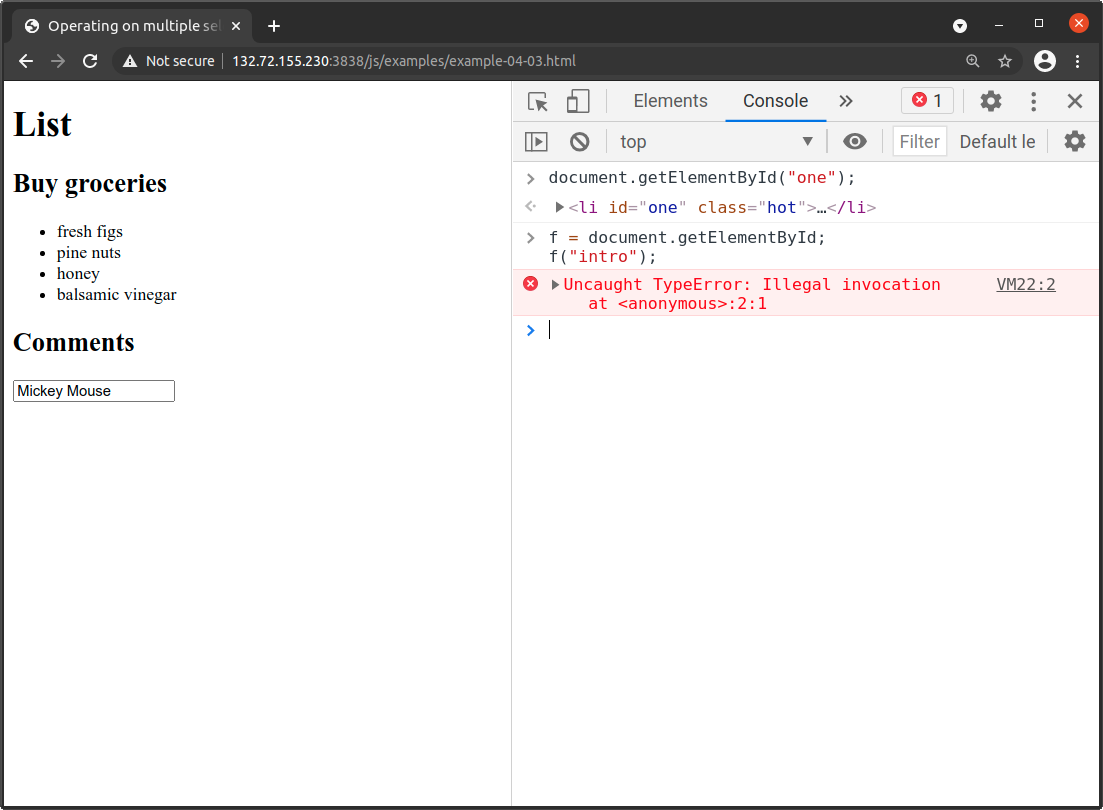 Operating on multiple sel
Not secure 132.72.155.230:3838/js/examples/example-04-03.html
List
Buy groceries
fresh figs
pine nuts
honey
balsamic vinegar
Comments
Mickey Mouse
Elements Console 1
top Filter Default le
document.getElementById("one");
<li id="one" class="hot">…</li>
f = document.getElementById;
f("intro");
Uncaught TypeError: Illegal invocation VM22:2
at <anonymous>:2:1